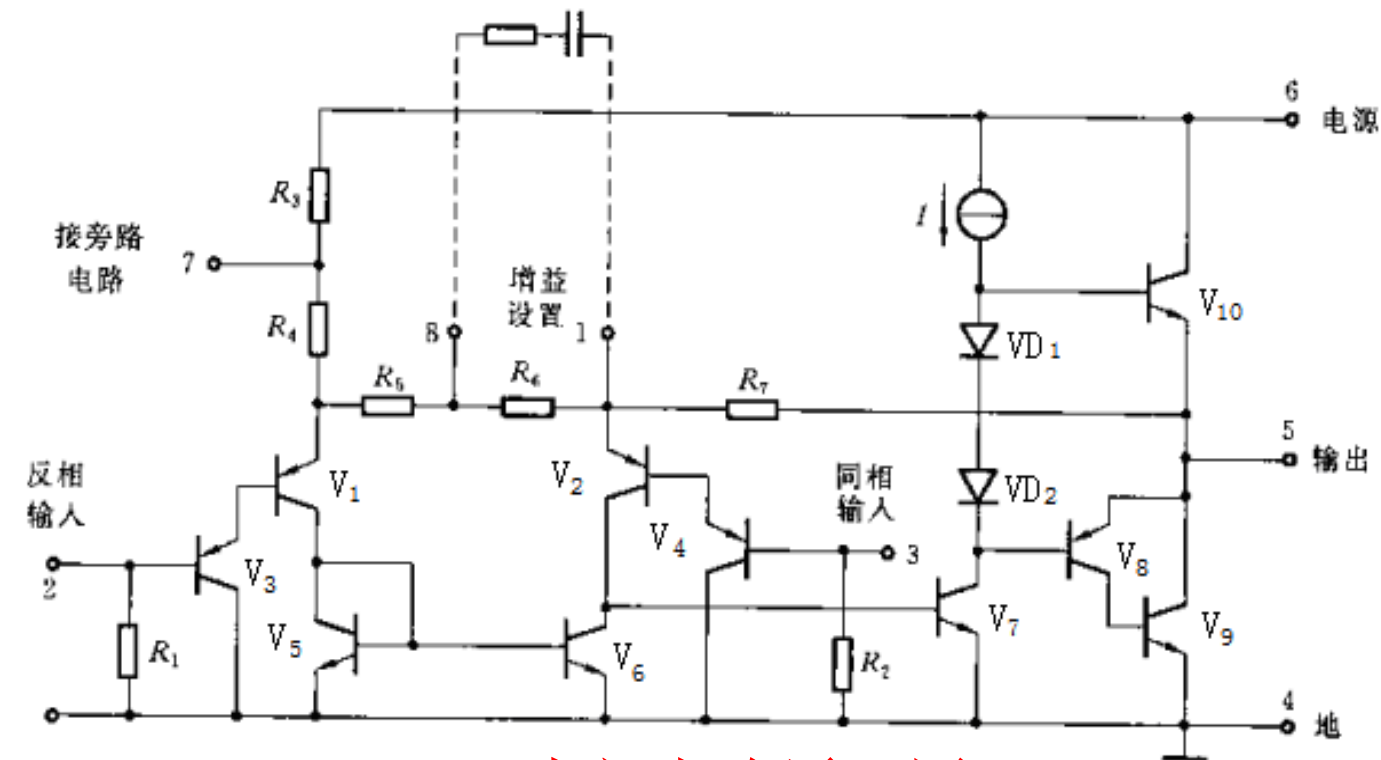 6
电源
R₃
I
接旁路
电路
7
增益
设置
R₄
8
1
V₁₀
VD₁
R₅
R₆
R₇
5
输出
反相
输入
V₁
V₂
同相
输入
VD₂
V₄
3
V₈
2
V₃
V₇
V₉
R₁
V₅
V₆
R₂
4
地